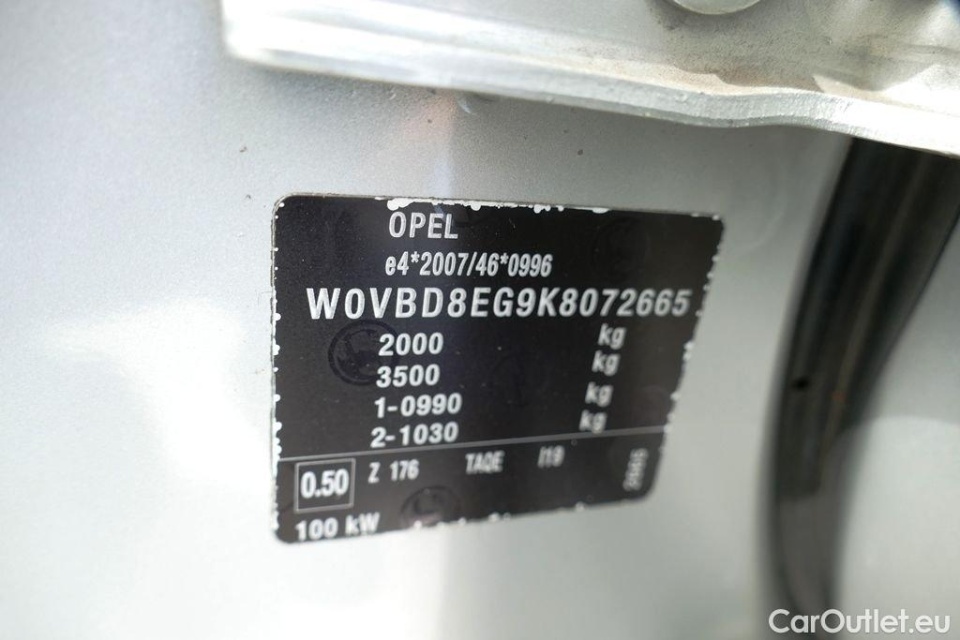 OPEL
e4*2007/46*0996
W0VBD8EG9K8072665
2000 kg
3500 kg
1-0990 kg
2-1030 kg
0.50 Z 176 TAQE
100 kW
CarOutlet.eu